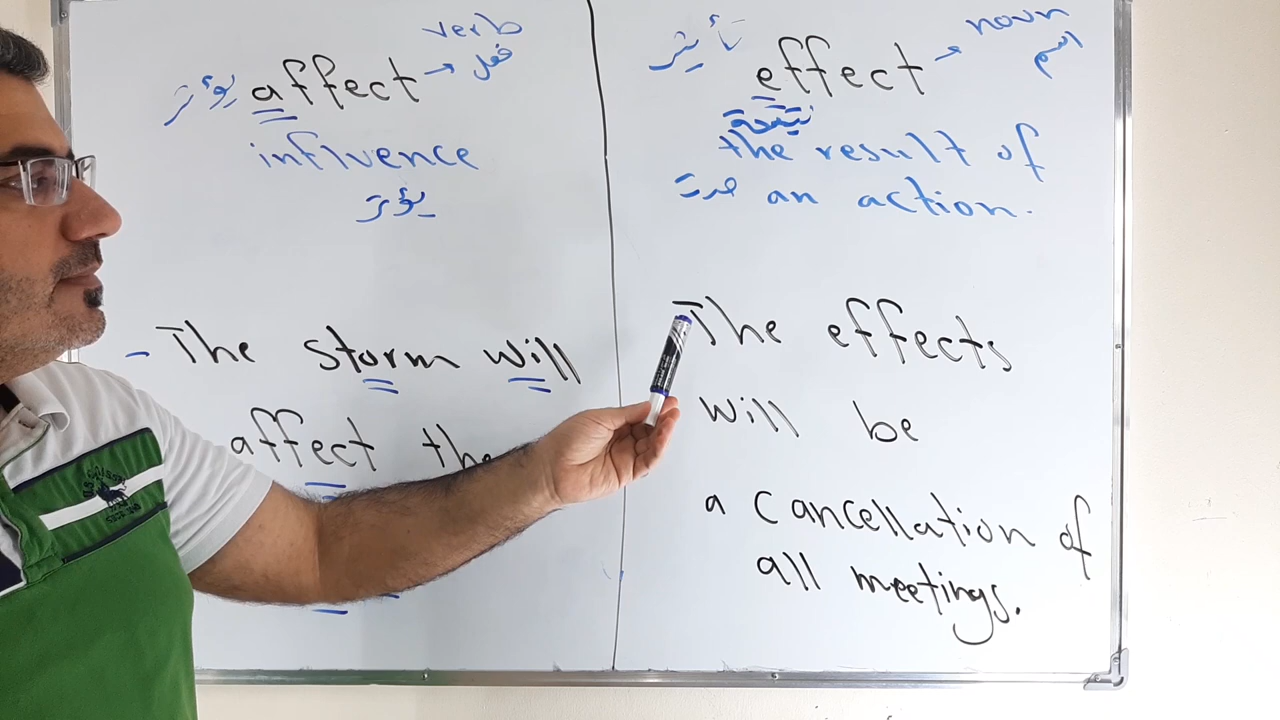 verb
يؤثر affect → فعل
influence
يؤثر
- The storm will
affect the
تأثير effect → noun
اسم
نتيجة
the result of
حدث an action.
The effects
will be
a cancellation of
all meetings.